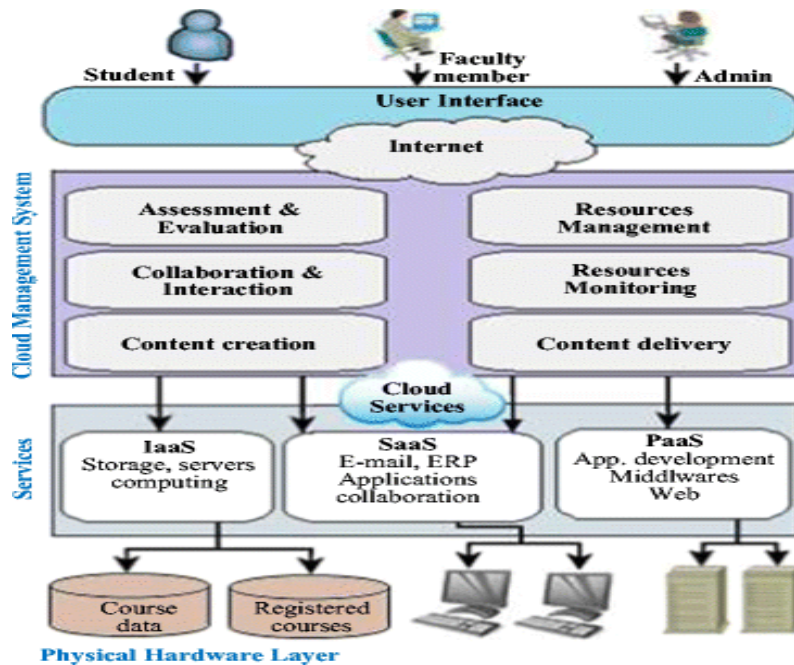 Student
Faculty
member
Admin
User Interface
Internet
Cloud Management System
Assessment &
Evaluation
Resources
Management
Collaboration &
Interaction
Resources
Monitoring
Content creation
Content delivery
Cloud
Services
Services
IaaS
Storage, servers
computing
SaaS
E-mail, ERP
Applications
collaboration
PaaS
App. development
Middlwares
Web
Course
data
Registered
courses
Physical Hardware Layer